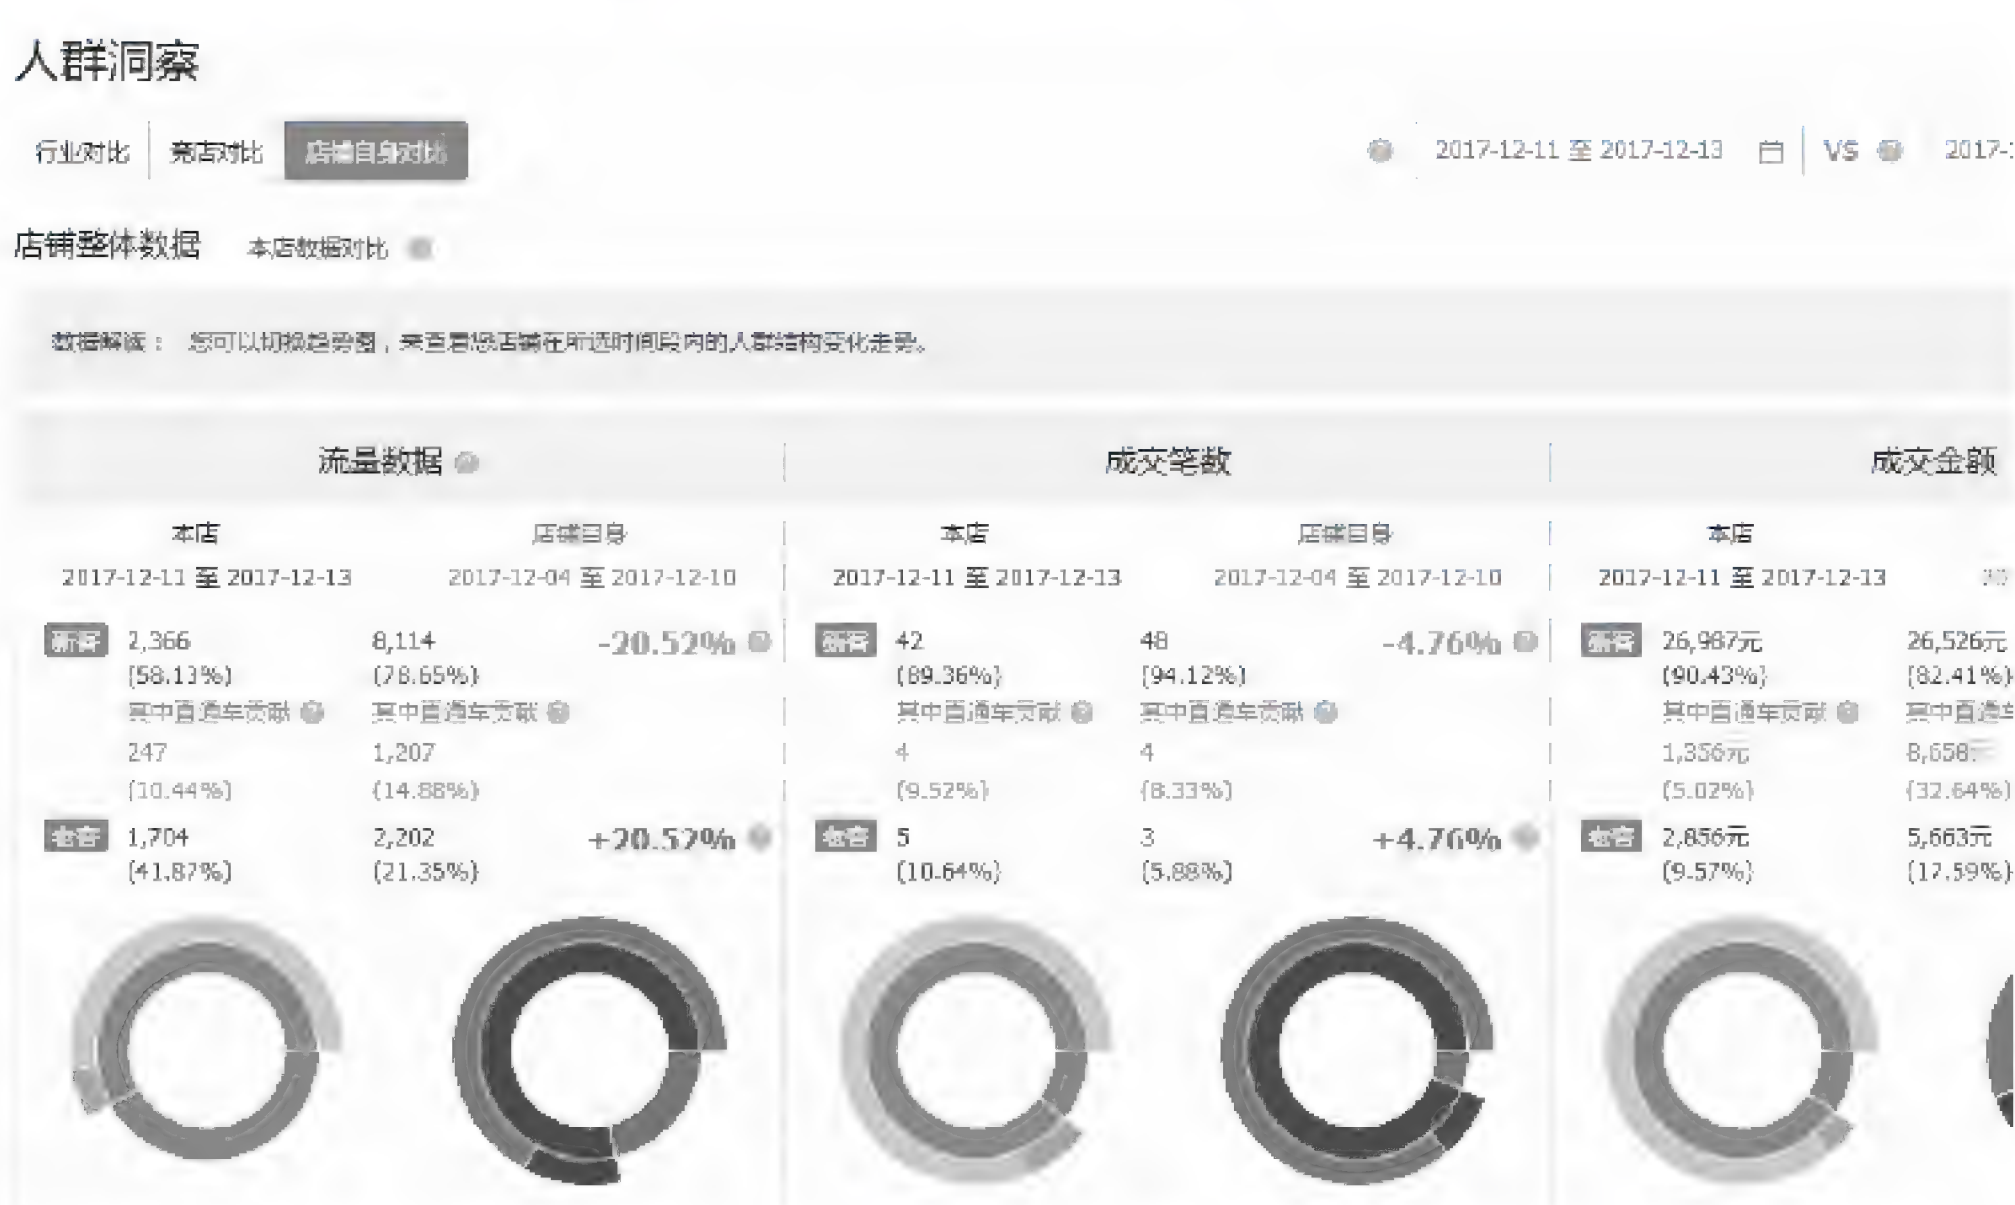 人群洞察
行业对比 亮店对比 店铺自身对比 2017-12-11 至 2017-12-13 VS 2017-
店铺整体数据 本店数据对比
数据解读： 您可以切换趋势图，来查看您店铺在所选时间段内的人群结构变化走势。
流量数据 成交笔数 成交金额
本店 店铺自身 本店 店铺自身 本店
2017-12-11 至 2017-12-13 2017-12-04 至 2017-12-10 2017-12-11 至 2017-12-13 2017-12-04 至 2017-12-10 2017-12-11 至 2017-12-13
新客 2,366 8,114 -20.52% 新客 42 48 -4.76% 新客 26,987元 26,526元
(58.13%) (78.65%) (89.36%) (94.12%) (90.43%) (82.41%)
其中直通车贡献 其中直通车贡献 其中直通车贡献 其中直通车贡献 其中直通车贡献 其中直通车
247 1,207 4 4 1,356元 8,658元
(10.44%) (14.88%) (9.52%) (8.33%) (5.02%) (32.64%)
老客 1,704 2,202 +20.52% 老客 5 3 +4.76% 老客 2,856元 5,663元
(41.87%) (21.35%) (10.64%) (5.88%) (9.57%) (17.59%)